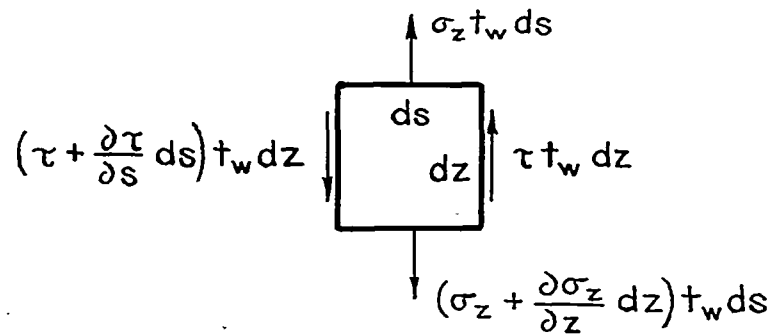 σz tw ds
ds
(τ + ∂τ/∂s ds) tw dz
dz
τ tw dz
(σz + ∂σz/∂z dz) tw ds